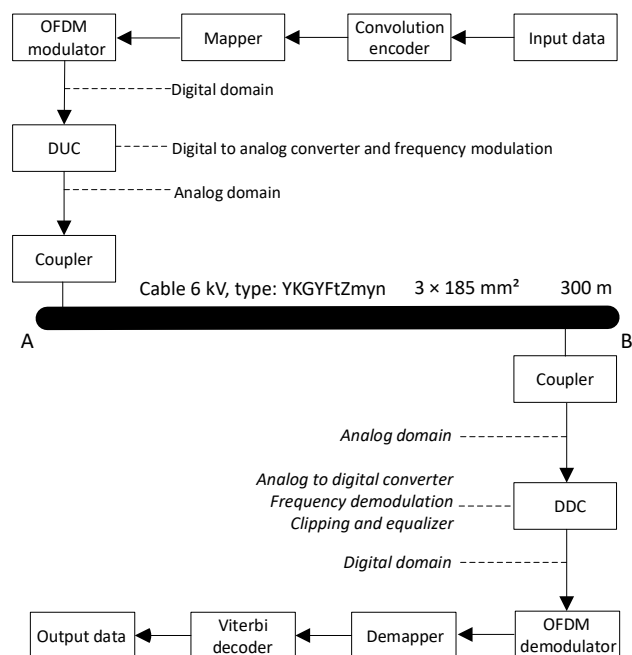 OFDM
modulator
Mapper
Convolution
encoder
Input data
Digital domain
DUC
Digital to analog converter and frequency modulation
Analog domain
Coupler
Cable 6 kV, type: YKGYFtZmyn 3 × 185 mm² 300 m
A
B
Coupler
Analog domain
Analog to digital converter
Frequency demodulation
Clipping and equalizer
DDC
Digital domain
Output data
Viterbi
decoder
Demapper
OFDM
demodulator